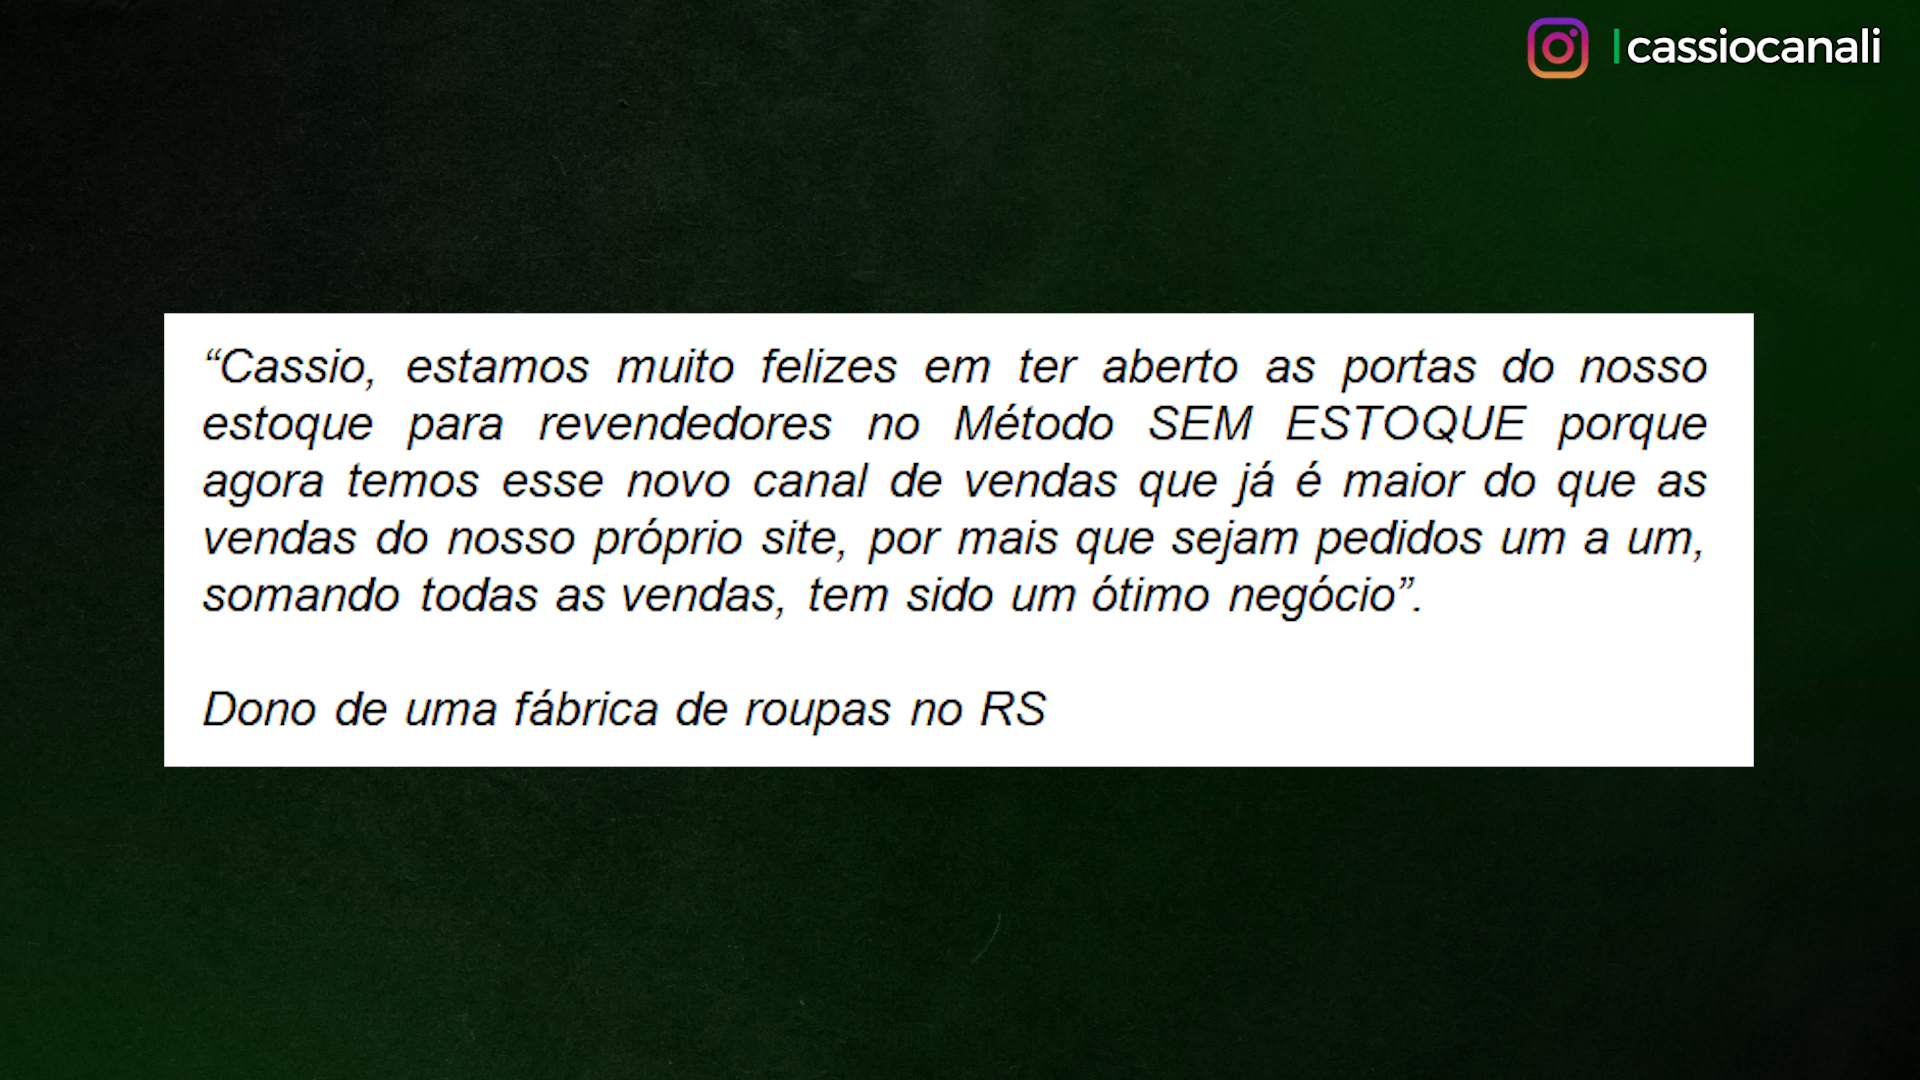 cassiocanali
“Cassio, estamos muito felizes em ter aberto as portas do nosso
estoque para revendedores no Método SEM ESTOQUE porque
agora temos esse novo canal de vendas que já é maior do que as
vendas do nosso próprio site, por mais que sejam pedidos um a um,
somando todas as vendas, tem sido um ótimo negócio”.
Dono de uma fábrica de roupas no RS